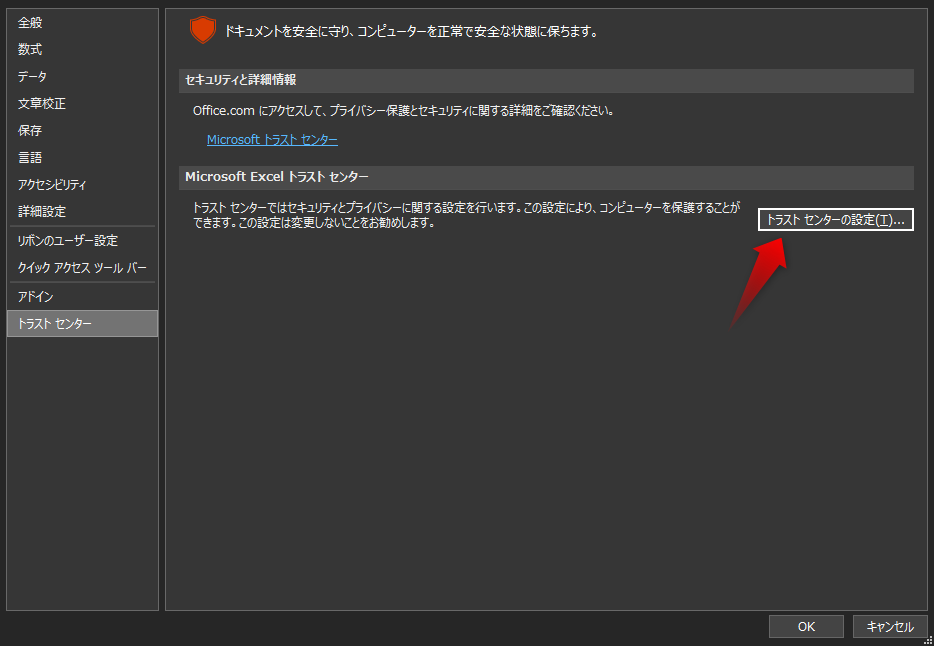 全般
数式
データ
文章校正
保存
言語
アクセシビリティ
詳細設定
リボンのユーザー設定
クイック アクセス ツール バー
アドイン
トラスト センター
ドキュメントを安全に守り、コンピューターを正常で安全な状態に保ちます。
セキュリティと詳細情報
Office.com にアクセスして、プライバシー保護とセキュリティに関する詳細をご確認ください。
Microsoft トラスト センター
Microsoft Excel トラスト センター
トラスト センターではセキュリティとプライバシーに関する設定を行います。この設定により、コンピューターを保護することが
できます。この設定は変更しないことをお勧めします。
トラスト センターの設定(T)...
OK
キャンセル